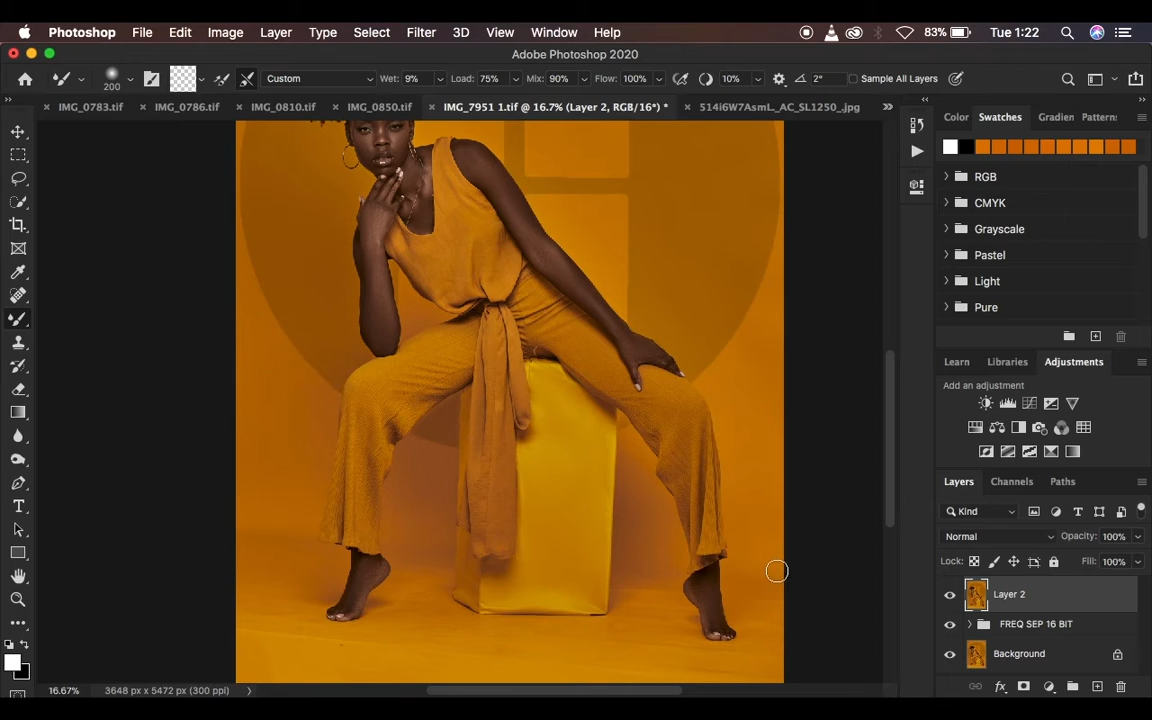 Photoshop File Edit Image Layer Type Select Filter 3D View Window Help 83% Tue 1:22
Adobe Photoshop 2020
200 Custom Wet: 9% Load: 75% Mix: 90% Flow: 100% 10% 2° Sample All Layers
IMG_0783.tif IMG_0786.tif IMG_0810.tif IMG_0850.tif IMG_7951 1.tif @ 16.7% (Layer 2, RGB/16*) * 514i6W7AsmL_AC_SL1250_.jpg
Color Swatches Gradien Pattern
RGB
CMYK
Grayscale
Pastel
Light
Pure
Learn Libraries Adjustments
Add an adjustment
Layers Channels Paths
Kind
Normal Opacity: 100%
Lock: Fill: 100%
Layer 2
FREQ SEP 16 BIT
Background
16.67% 3648 px x 5472 px (300 ppi)